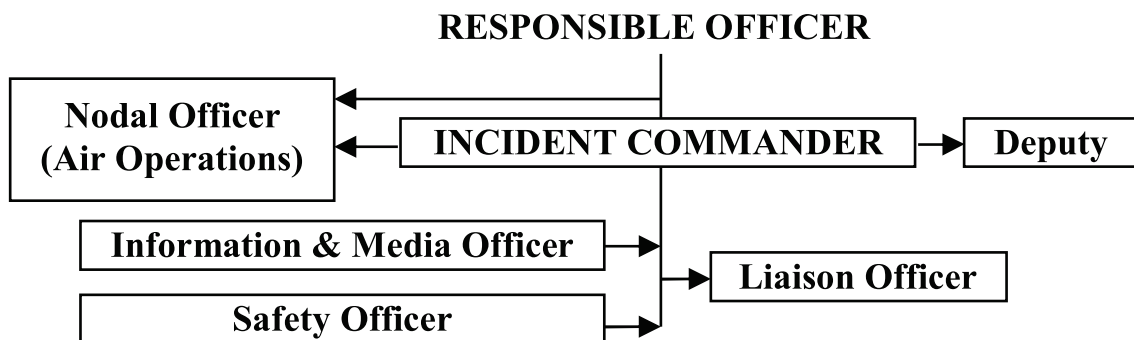 RESPONSIBLE OFFICER
Nodal Officer
(Air Operations)
INCIDENT COMMANDER
Deputy
Information & Media Officer
Liaison Officer
Safety Officer